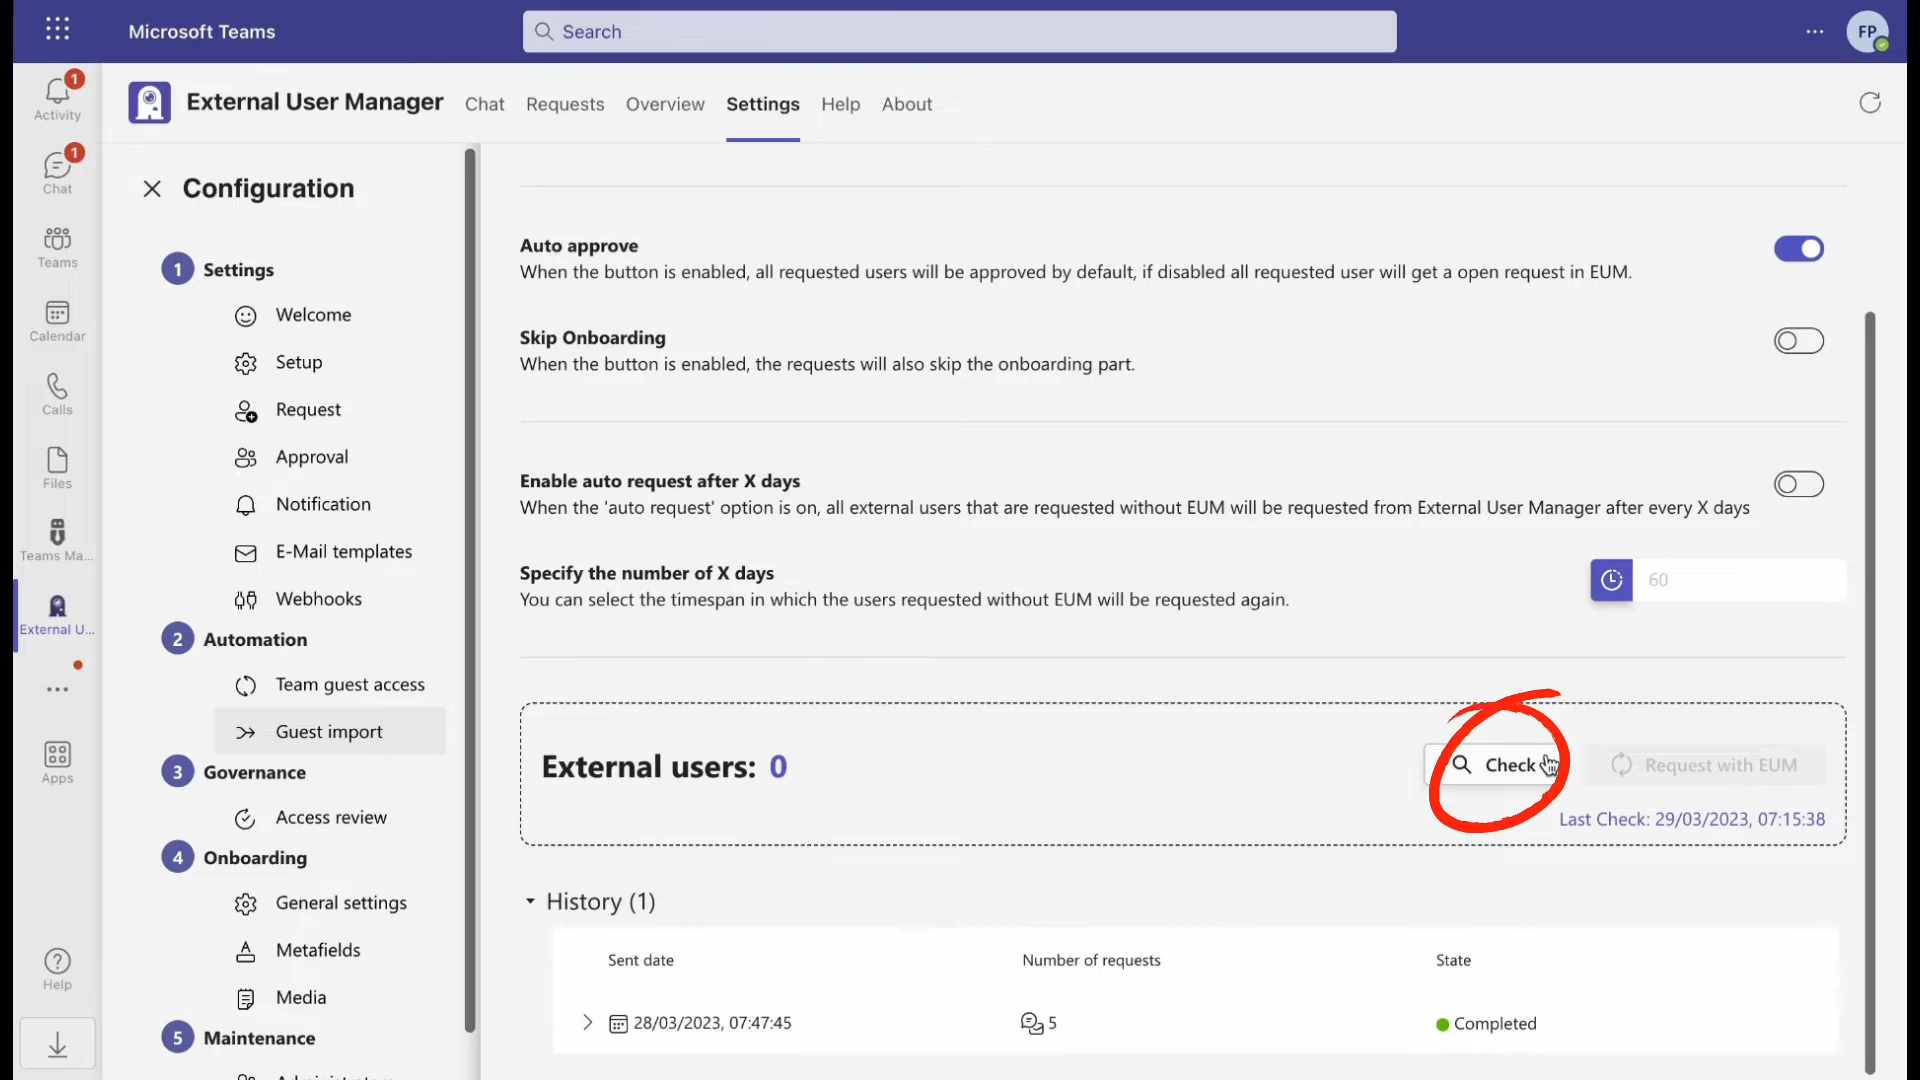 Microsoft Teams
Search
FP
1
Activity
1
Chat
Teams
Calendar
Calls
Files
Teams Ma...
External U...
Apps
Help
External User Manager
Chat
Requests
Overview
Settings
Help
About
Configuration
1 Settings
Welcome
Setup
Request
Approval
Notification
E-Mail templates
Webhooks
2 Automation
Team guest access
Guest import
3 Governance
Access review
4 Onboarding
General settings
Metafields
Media
5 Maintenance
Auto approve
When the button is enabled, all requested users will be approved by default, if disabled all requested user will get a open request in EUM.
Skip Onboarding
When the button is enabled, the requests will also skip the onboarding part.
Enable auto request after X days
When the 'auto request' option is on, all external users that are requested without EUM will be requested from External User Manager after every X days
Specify the number of X days
You can select the timespan in which the users requested without EUM will be requested again.
60
External users: 0
Check
Request with EUM
Last Check: 29/03/2023, 07:15:38
History (1)
Sent date
Number of requests
State
28/03/2023, 07:47:45
5
Completed